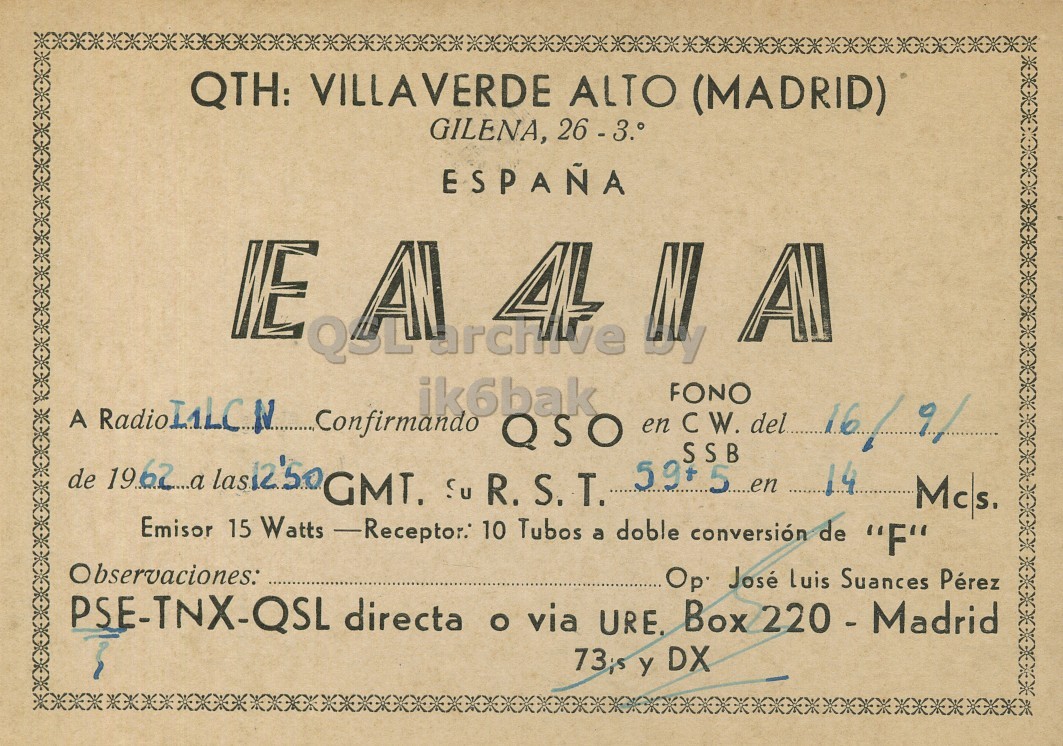 QTH: VILLAVERDE ALTO (MADRID)
GILENA, 26 - 3.º
ESPAÑA
EA4IA
QSL archive by
ik6bak
FONO
A Radio I1LCN Confirmando QSO en C W. del 16/9/
SSB
de 1962 a las 12'50 GMT. Su R. S. T. 59+5 en 14 Mc|s.
Emisor 15 Watts —Receptor: 10 Tubos a doble conversión de "F"
Observaciones: Op· José Luis Suances Pérez
PSE-TNX-QSL directa o via URE. Box 220 - Madrid
73;s y DX